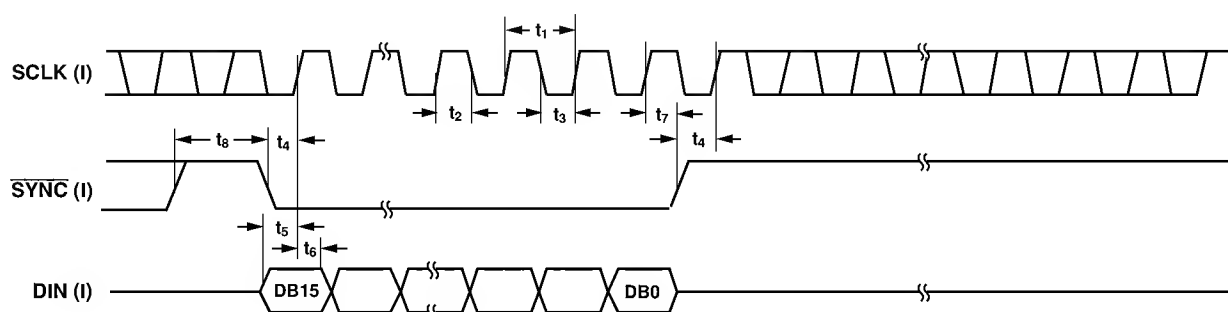 t₁
SCLK (I)
t₂
t₃
t₇
t₈
t₄
t₄
SYNC (I)
t₅
t₆
DIN (I)
DB15
DB0